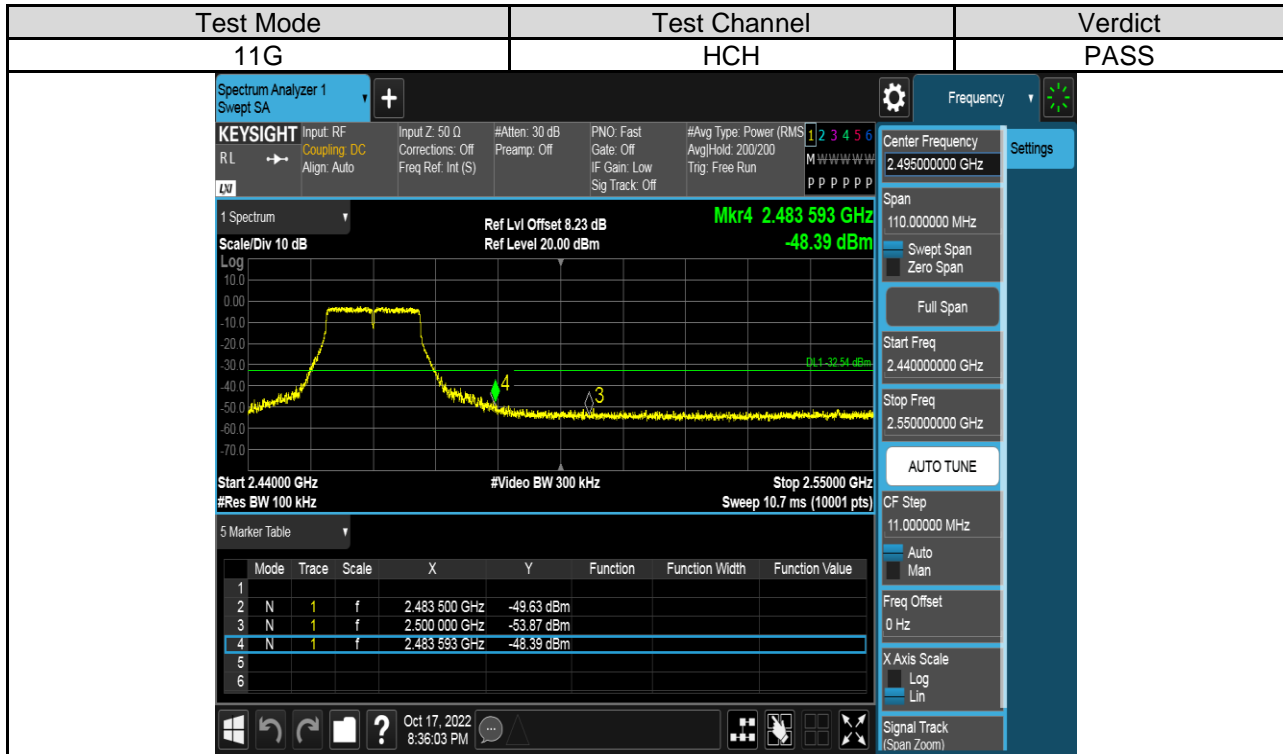 Test Mode Test Channel Verdict
11G HCH PASS
Spectrum Analyzer 1
Swept SA
+
Frequency
KEYSIGHT Input: RF Input Z: 50 Ω #Atten: 30 dB PNO: Fast #Avg Type: Power (RMS 1 2 3 4 5 6
RL Coupling: DC Corrections: Off Preamp: Off Gate: Off Avg|Hold: 200/200 M W W W W W
Align: Auto Freq Ref: Int (S) IF Gain: Low Trig: Free Run
LXI Sig Track: Off P P P P P P
Center Frequency
2.495000000 GHz
Settings
Span
110.000000 MHz
Swept Span
Zero Span
Full Span
Start Freq
2.440000000 GHz
Stop Freq
2.550000000 GHz
AUTO TUNE
CF Step
11.000000 MHz
Auto
Man
Freq Offset
0 Hz
X Axis Scale
Log
Lin
Signal Track
(Span Zoom)
1 Spectrum Ref Lvl Offset 8.23 dB Mkr4 2.483 593 GHz
Scale/Div 10 dB Ref Level 20.00 dBm -48.39 dBm
Log
10.0
0.00
-10.0
-20.0
-30.0 DL1 -32.54 dBm
-40.0
4
3
-50.0
-60.0
-70.0
Start 2.44000 GHz #Video BW 300 kHz Stop 2.55000 GHz
#Res BW 100 kHz Sweep 10.7 ms (10001 pts)
5 Marker Table
Mode Trace Scale X Y Function Function Width Function Value
1
2 N 1 f 2.483 500 GHz -49.63 dBm
3 N 1 f 2.500 000 GHz -53.87 dBm
4 N 1 f 2.483 593 GHz -48.39 dBm
5
6
? Oct 17, 2022
8:36:03 PM